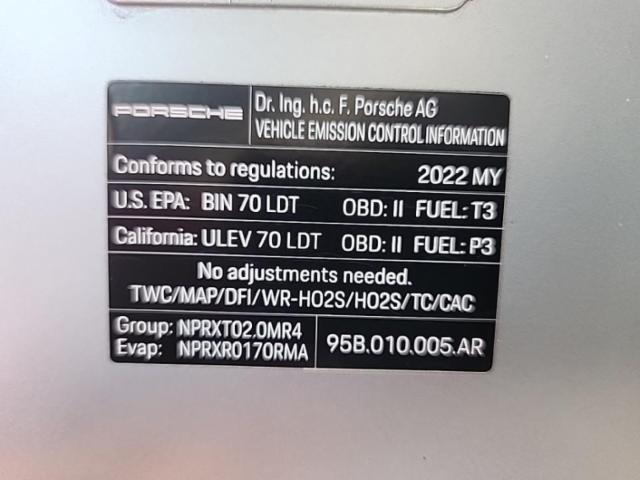 PORSCHE
Dr. Ing. h.c. F. Porsche AG
VEHICLE EMISSION CONTROL INFORMATION
Conforms to regulations: 2022 MY
U.S. EPA: BIN 70 LDT OBD: II FUEL: T3
California: ULEV 70 LDT OBD: II FUEL: P3
No adjustments needed.
TWC/MAP/DFI/WR-HO2S/HO2S/TC/CAC
Group: NPRXT02.0MR4
Evap: NPRXR0170RMA
95B.010.005.AR